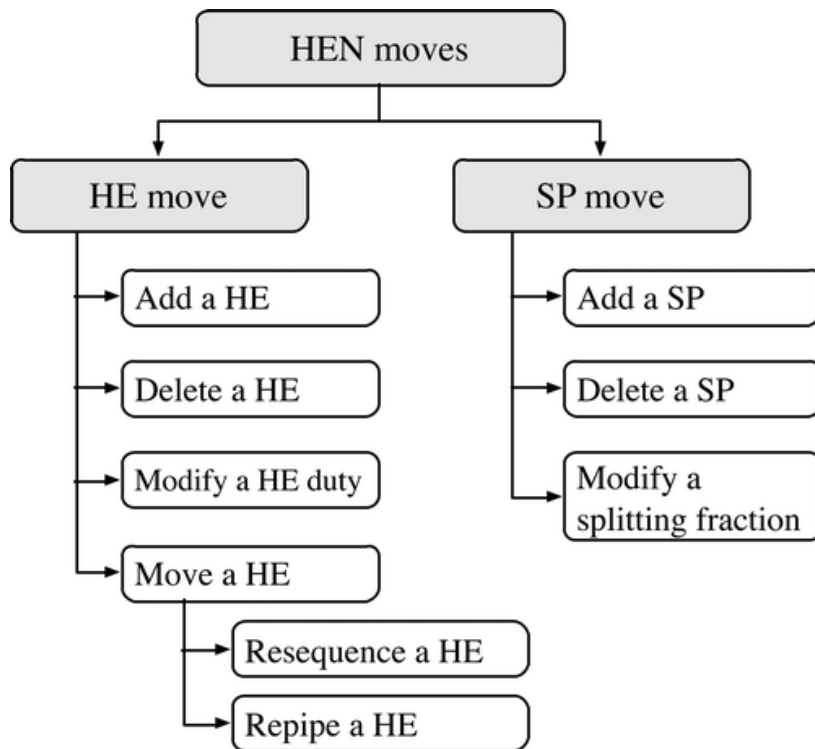 HEN moves
HE move
Add a HE
Delete a HE
Modify a HE duty
Move a HE
Resequence a HE
Repipe a HE
SP move
Add a SP
Delete a SP
Modify a
splitting fraction